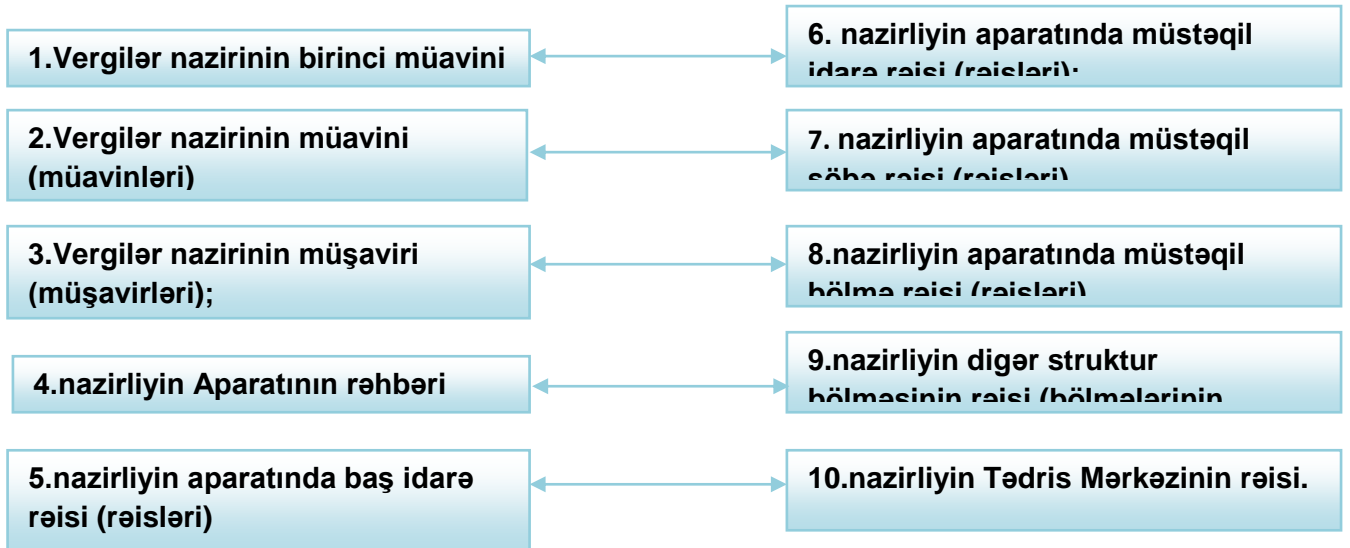 1.Vergilər nazirinin birinci müavini
2.Vergilər nazirinin müavini
(müavinləri)
3.Vergilər nazirinin müşaviri
(müşavirləri);
4.nazirliyin Aparatının rəhbəri
5.nazirliyin aparatında baş idarə
rəisi (rəisləri)
6. nazirliyin aparatında müstəqil
idarə rəisi (rəisləri);
7. nazirliyin aparatında müstəqil
şöbə rəisi (rəisləri)
8.nazirliyin aparatında müstəqil
bölmə rəisi (rəisləri)
9.nazirliyin digər struktur
bölməsinin rəisi (bölmələrinin
10.nazirliyin Tədris Mərkəzinin rəisi.